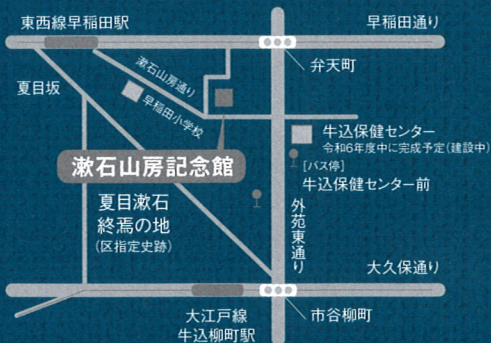 東西線早稲田駅
早稲田通り
漱石山房通り
弁天町
夏目坂
早稲田小学校
牛込保健センター
令和6年度中に完成予定(建設中)
[バス停]
牛込保健センター前
漱石山房記念館
夏目漱石
終焉の地
(区指定史跡)
外苑東通り
大久保通り
大江戸線
牛込柳町駅
市谷柳町